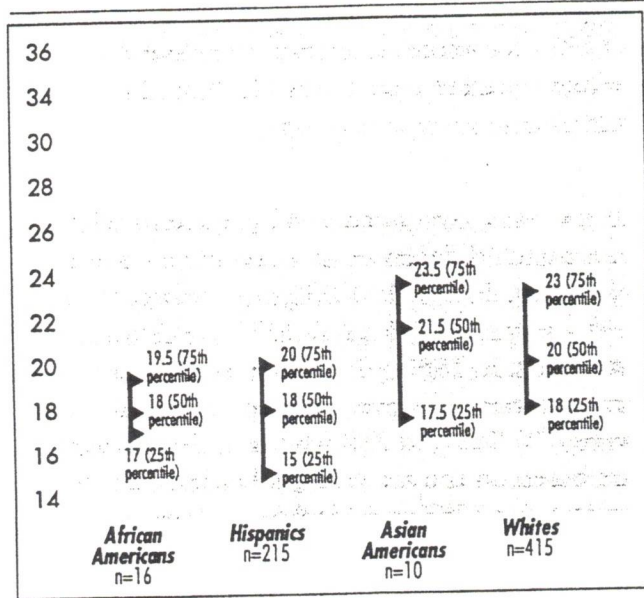 36
34
30
28
26
24
22
20
18
16
14
19.5 (75th
percentile)
18 (50th
percentile)
17 (25th
percentile)
African
Americans
n=16
20 (75th
percentile)
18 (50th
percentile)
15 (25th
percentile)
Hispanics
n=215
23.5 (75th
percentile)
21.5 (50th
percentile)
17.5 (25th
percentile)
Asian
Americans
n=10
23 (75th
percentile)
20 (50th
percentile)
18 (25th
percentile)
Whites
n=415